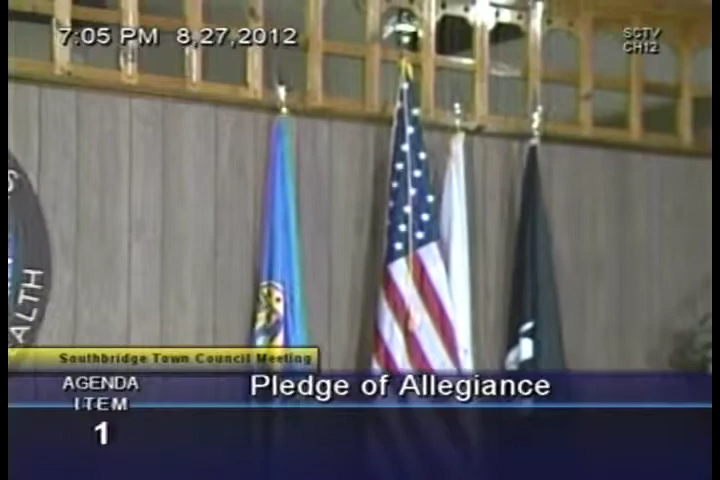 7:05 PM 8,27,2012
SCTV
CH12
S
ALTH
Southbridge Town Council Meeting
AGENDA
ITEM
1
Pledge of Allegiance